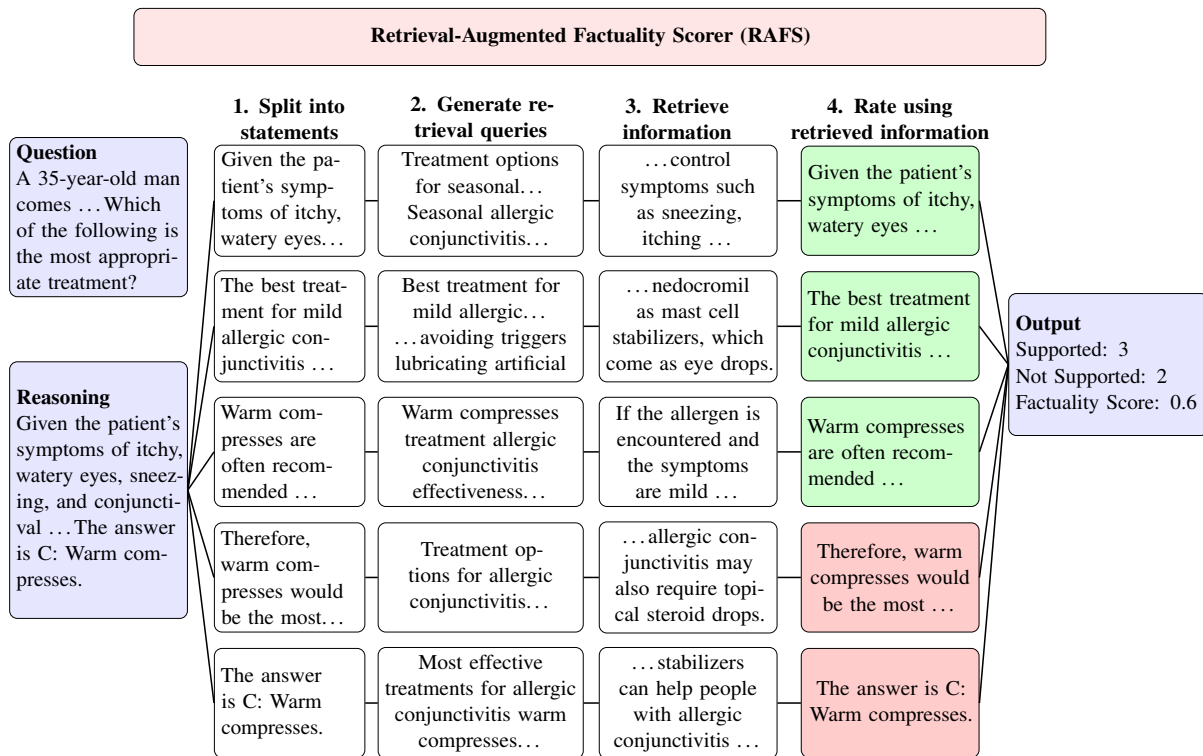 Retrieval-Augmented Factuality Scorer (RAFS)
1. Split into
statements
2. Generate re-
trieval queries
3. Retrieve
information
4. Rate using
retrieved information
Question
A 35-year-old man
comes …Which
of the following is
the most appropri-
ate treatment?
Reasoning
Given the patient's
symptoms of itchy,
watery eyes, sneez-
ing, and conjuncti-
val …The answer
is C: Warm com-
presses.
Given the pa-
tient's symp-
toms of itchy,
watery eyes…
Treatment options
for seasonal…
Seasonal allergic
conjunctivitis…
…control
symptoms such
as sneezing,
itching …
Given the patient's
symptoms of itchy,
watery eyes …
The best treat-
ment for mild
allergic con-
junctivitis …
Best treatment for
mild allergic…
…avoiding triggers
lubricating artificial
…nedocromil
as mast cell
stabilizers, which
come as eye drops.
The best treatment
for mild allergic
conjunctivitis …
Warm com-
presses are
often recom-
mended …
Warm compresses
treatment allergic
conjunctivitis
effectiveness…
If the allergen is
encountered and
the symptoms
are mild …
Warm compresses
are often recom-
mended …
Therefore,
warm com-
presses would
be the most…
Treatment op-
tions for allergic
conjunctivitis…
…allergic con-
junctivitis may
also require topi-
cal steroid drops.
Therefore, warm
compresses would
be the most …
The answer
is C: Warm
compresses.
Most effective
treatments for allergic
conjunctivitis warm
compresses…
…stabilizers
can help people
with allergic
conjunctivitis …
The answer is C:
Warm compresses.
Output
Supported: 3
Not Supported: 2
Factuality Score: 0.6